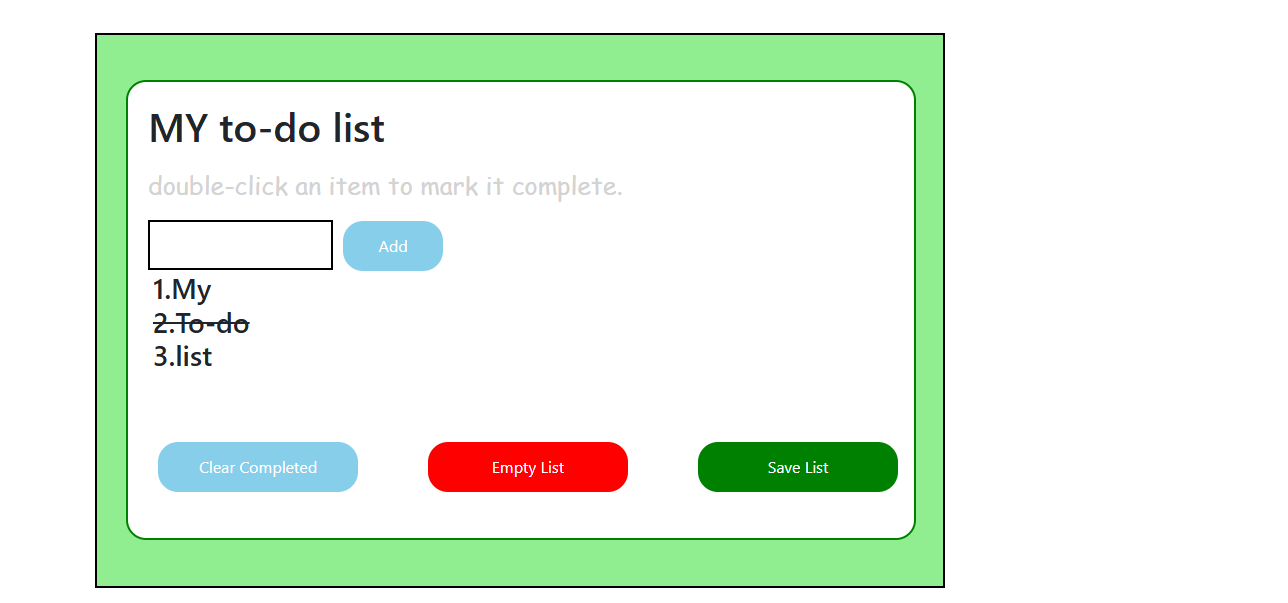 MY to-do list
double-click an item to mark it complete.
Add
1.My
2.To-do
3.list
Clear Completed
Empty List
Save List